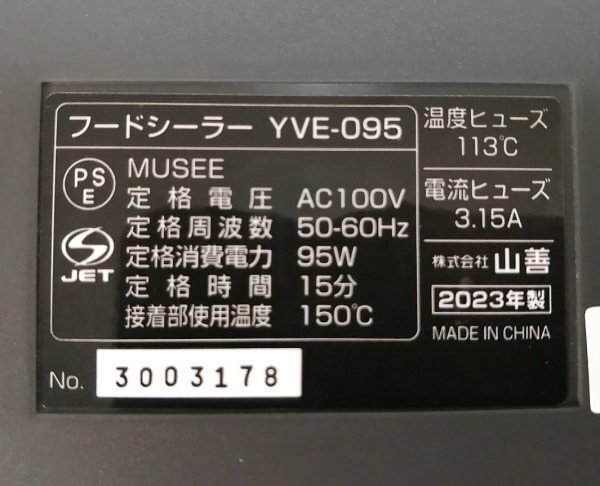 フードシーラー YVE-095
PS
E
MUSEE
定格電圧 AC100V
定格周波数 50-60Hz
定格消費電力 95W
定格時間 15分
接着部使用温度 150℃
JET
温度ヒューズ
113℃
電流ヒューズ
3.15A
株式会社 山善
2023年製
MADE IN CHINA
No. 3003178